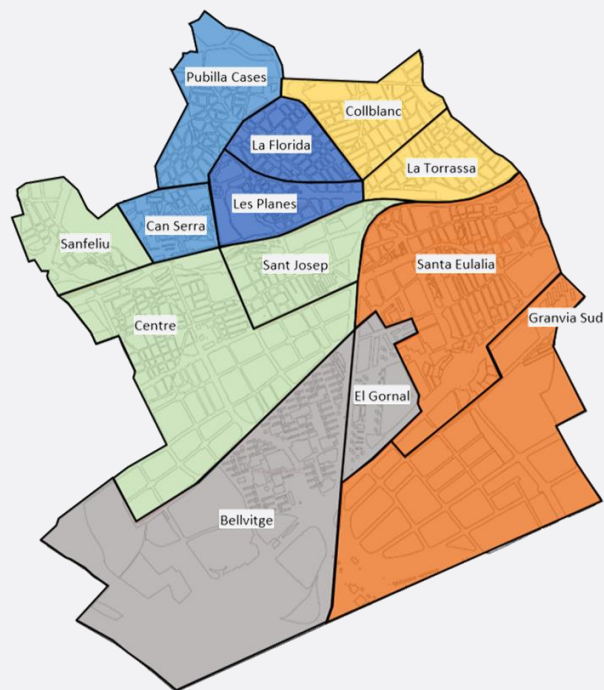 Pubilla Cases
Collblanc
La Florida
La Torrassa
Les Planes
Can Serra
Sanfeliu
Sant Josep
Santa Eulalia
Granvia Sud
Centre
El Gornal
Bellvitge